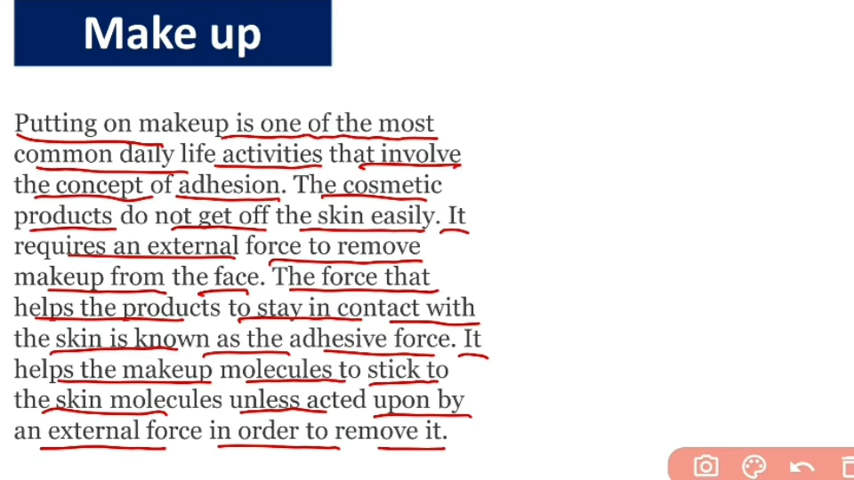 Make up
Putting on makeup is one of the most
common daily life activities that involve
the concept of adhesion. The cosmetic
products do not get off the skin easily. It
requires an external force to remove
makeup from the face. The force that
helps the products to stay in contact with
the skin is known as the adhesive force. It
helps the makeup molecules to stick to
the skin molecules unless acted upon by
an external force in order to remove it.